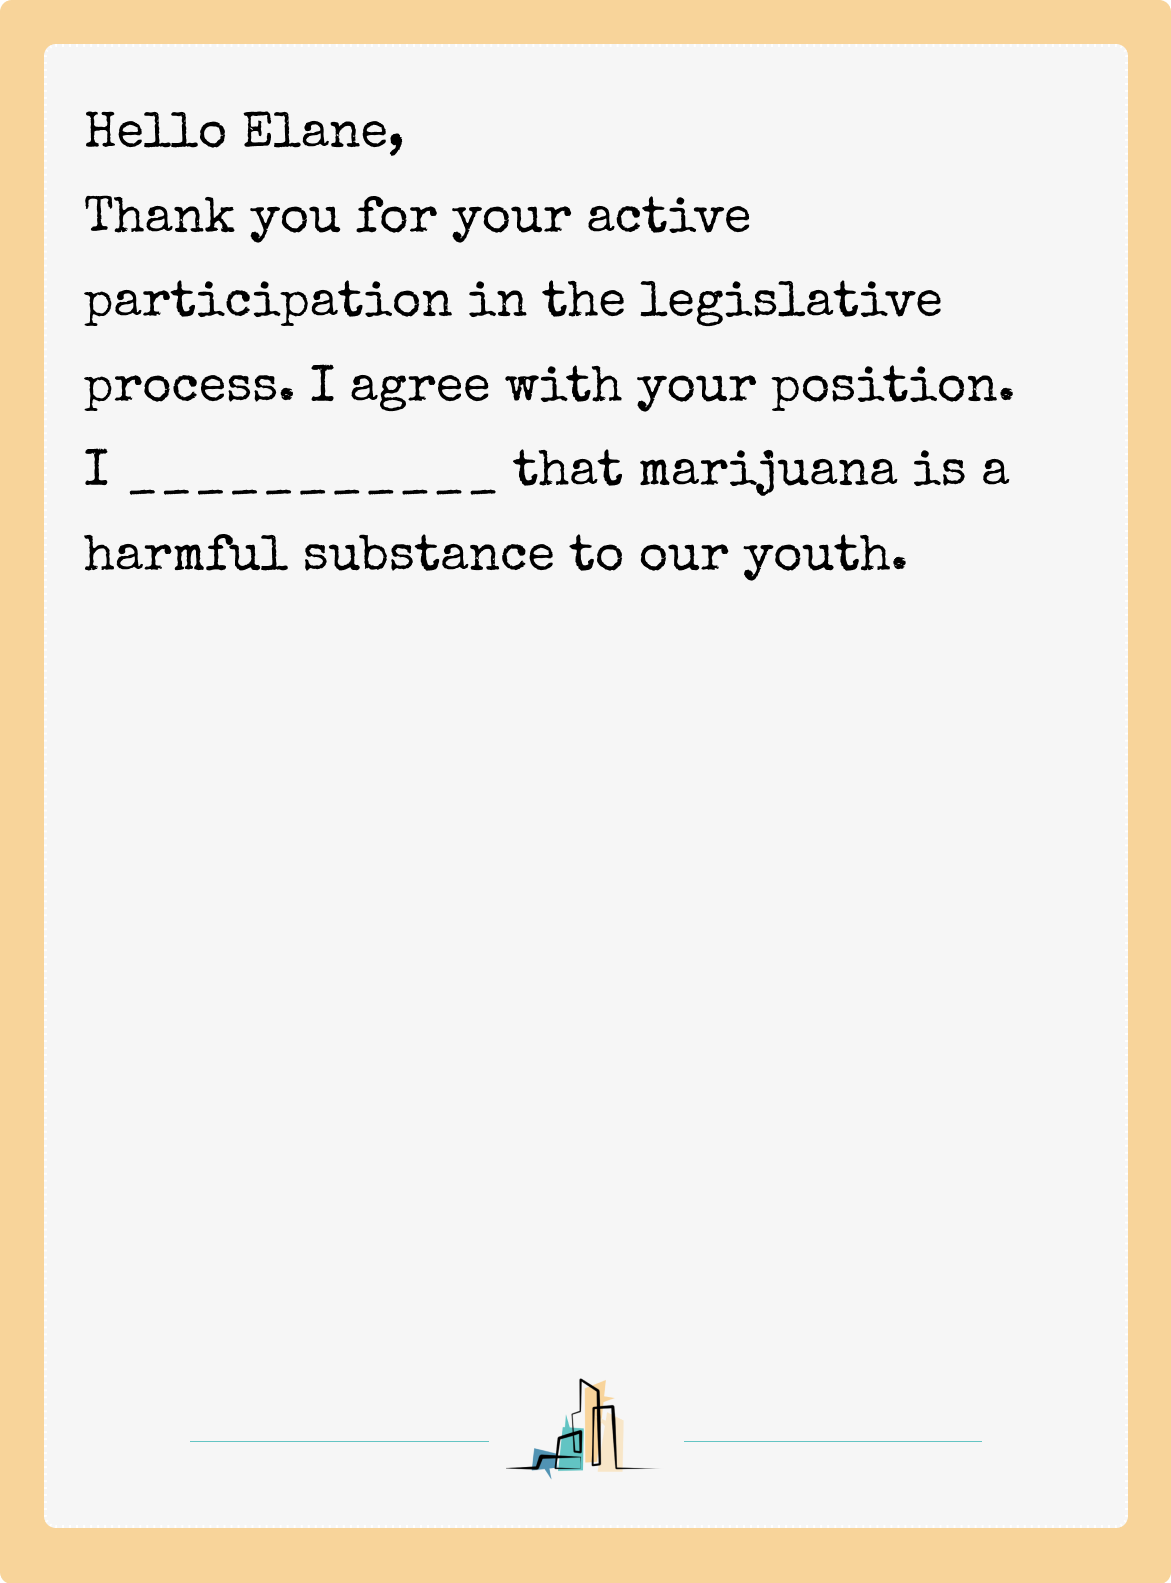 Hello Elane,
Thank you for your active
participation in the legislative
process. I agree with your position.
I ___________ that marijuana is a
harmful substance to our youth.